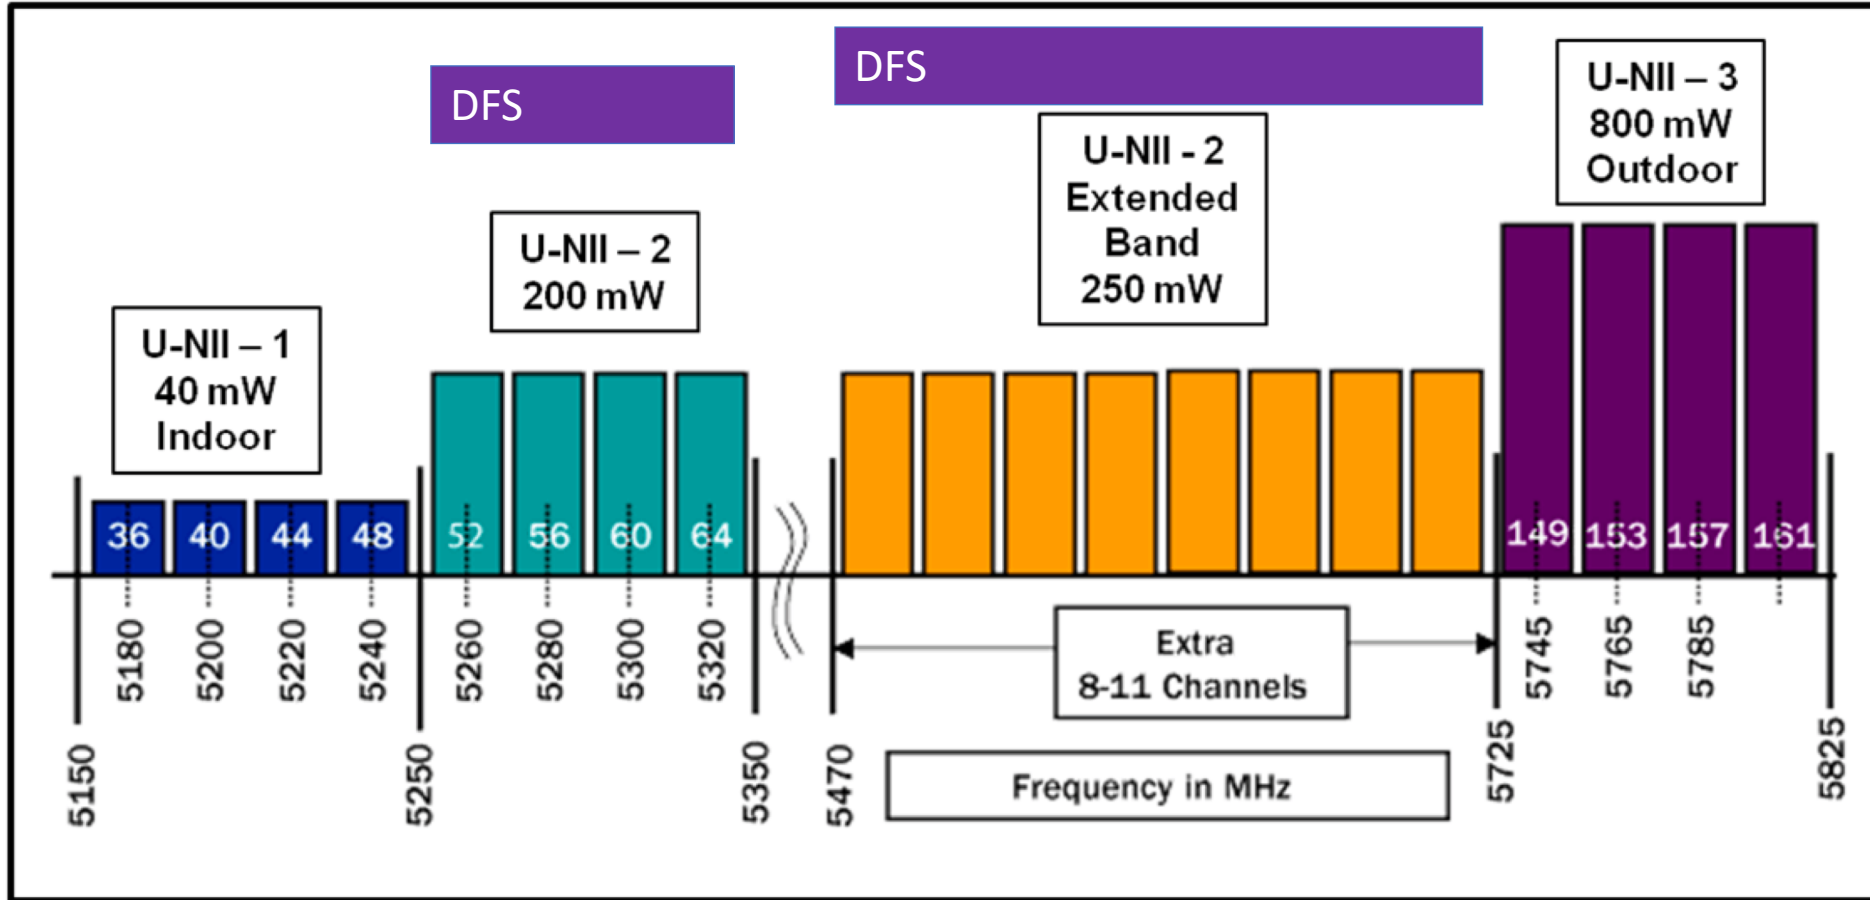 DFS
DFS
U-NII – 3
800 mW
Outdoor
U-NII - 2
Extended
Band
250 mW
U-NII – 2
200 mW
U-NII – 1
40 mW
Indoor
36 40 44 48 52 56 60 64 149 153 157 161
5180 5200 5220 5240 5260 5280 5300 5320 5745 5765 5785
Extra
8-11 Channels
5150 5250 5350 5470 5725 5825
Frequency in MHz